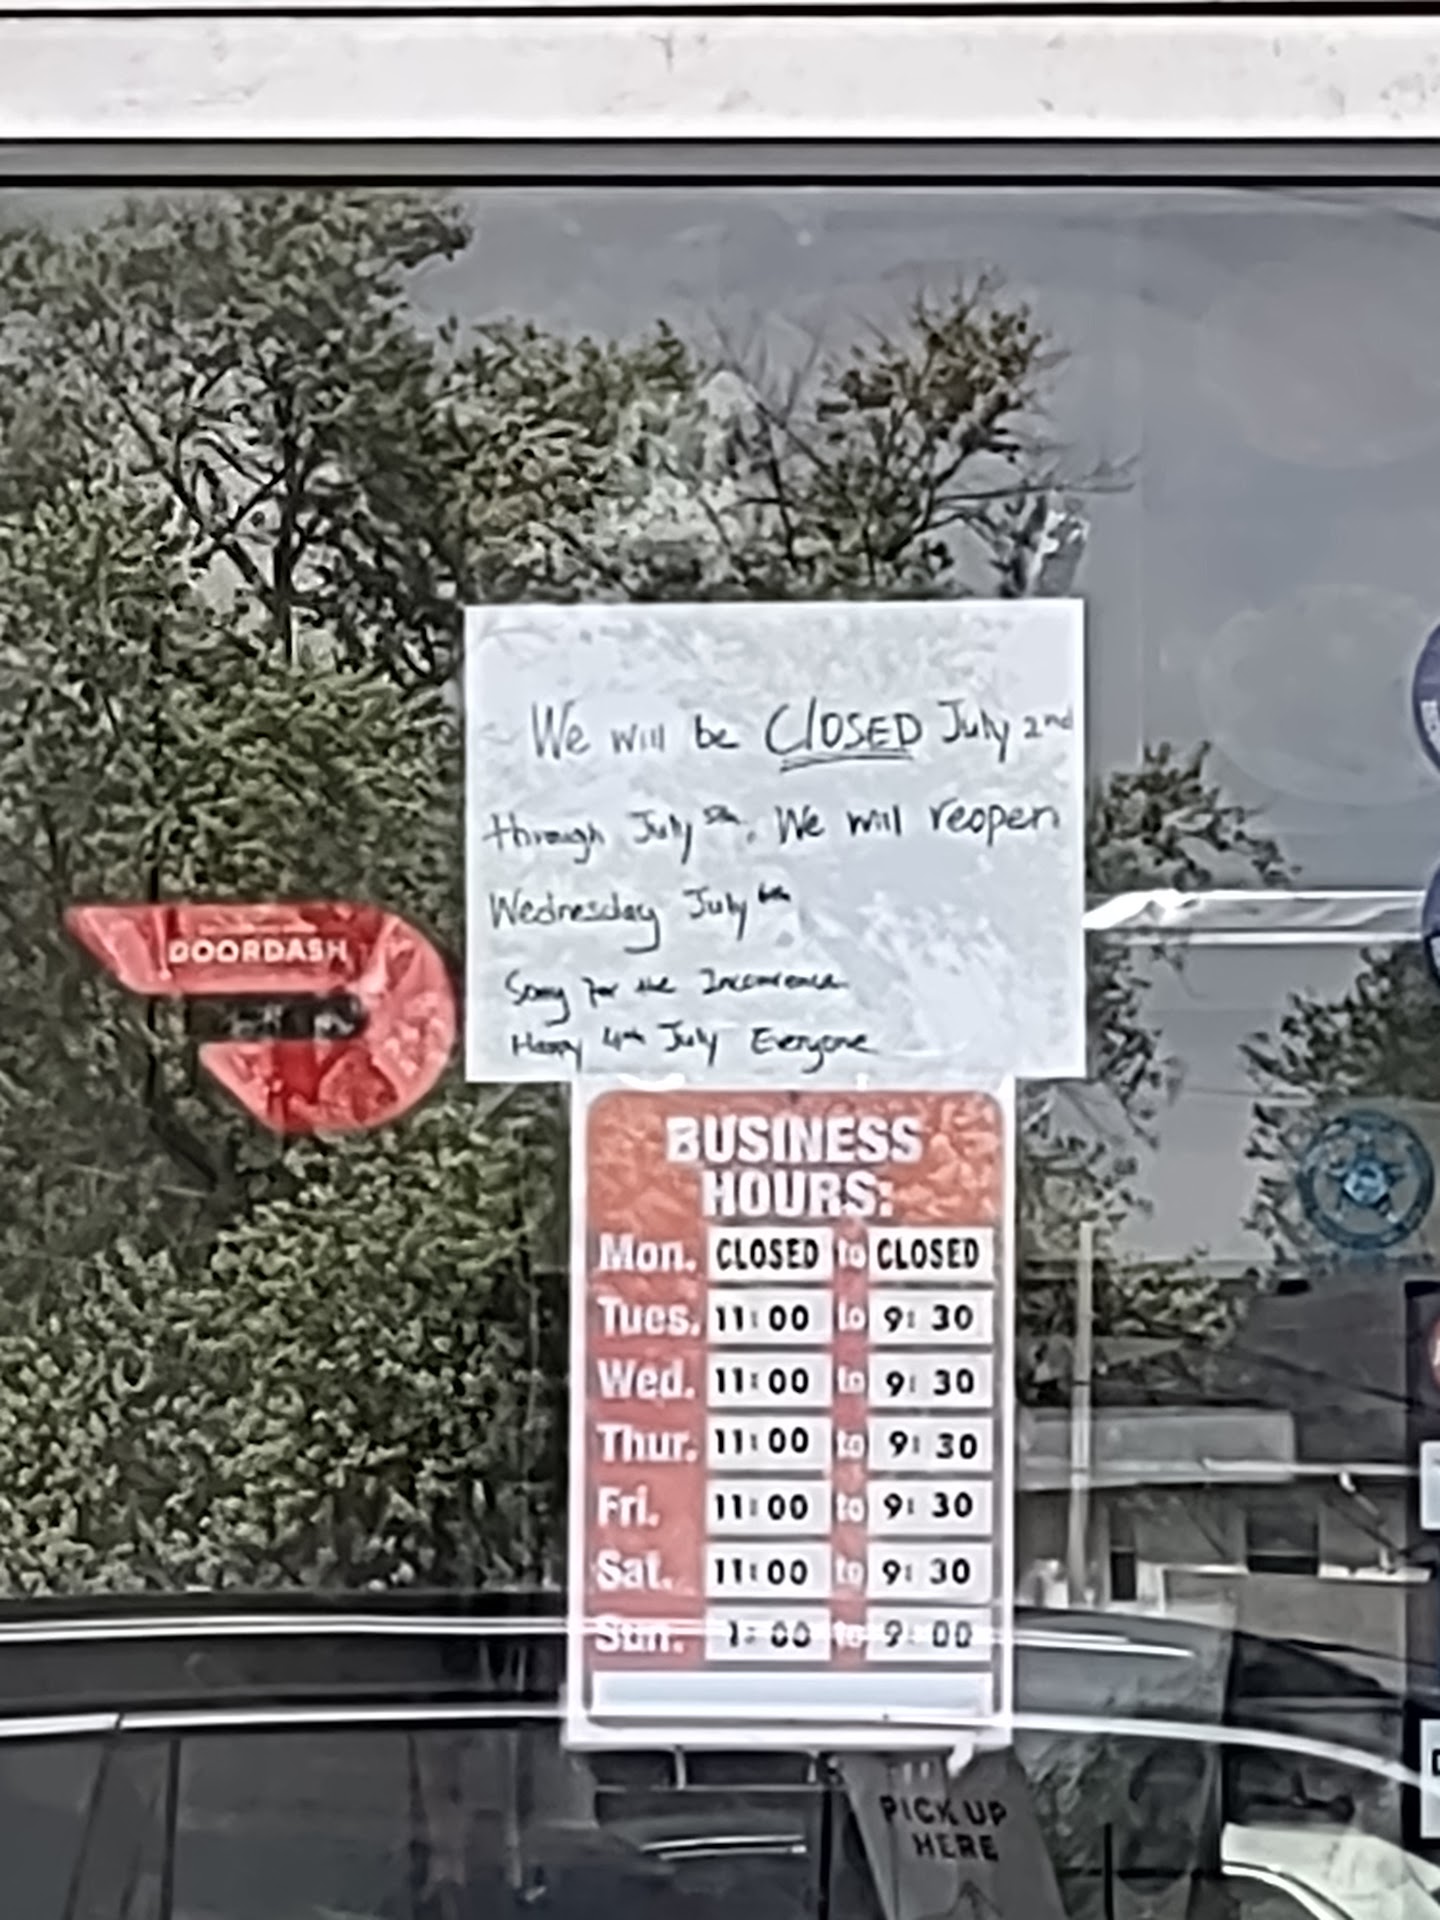 We will be ClOSED July 2nd
through July 5th. We will reopen
Wednesday July 6th
Sorry for the Inconvenience
Happy 4th July Everyone
DOORDASH
BUSINESS
HOURS:
Mon. CLOSED to CLOSED
Tues. 11:00 to 9:30
Wed. 11:00 to 9:30
Thur. 11:00 to 9:30
Fri. 11:00 to 9:30
Sat. 11:00 to 9:30
Sun. 1:00 to 9:00
PICK UP
HERE